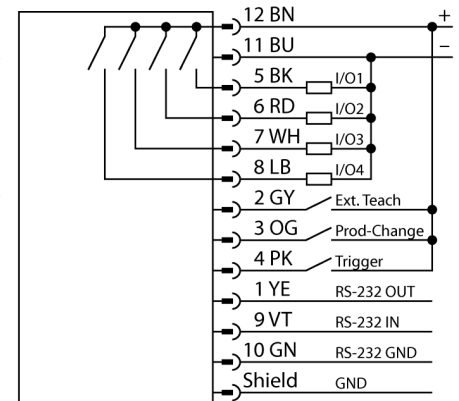 12 BN +
11 BU −
5 BK I/O1
6 RD I/O2
7 WH I/O3
8 LB I/O4
2 GY Ext. Teach
3 OG Prod-Change
4 PK Trigger
1 YE RS-232 OUT
9 VT RS-232 IN
10 GN RS-232 GND
Shield GND